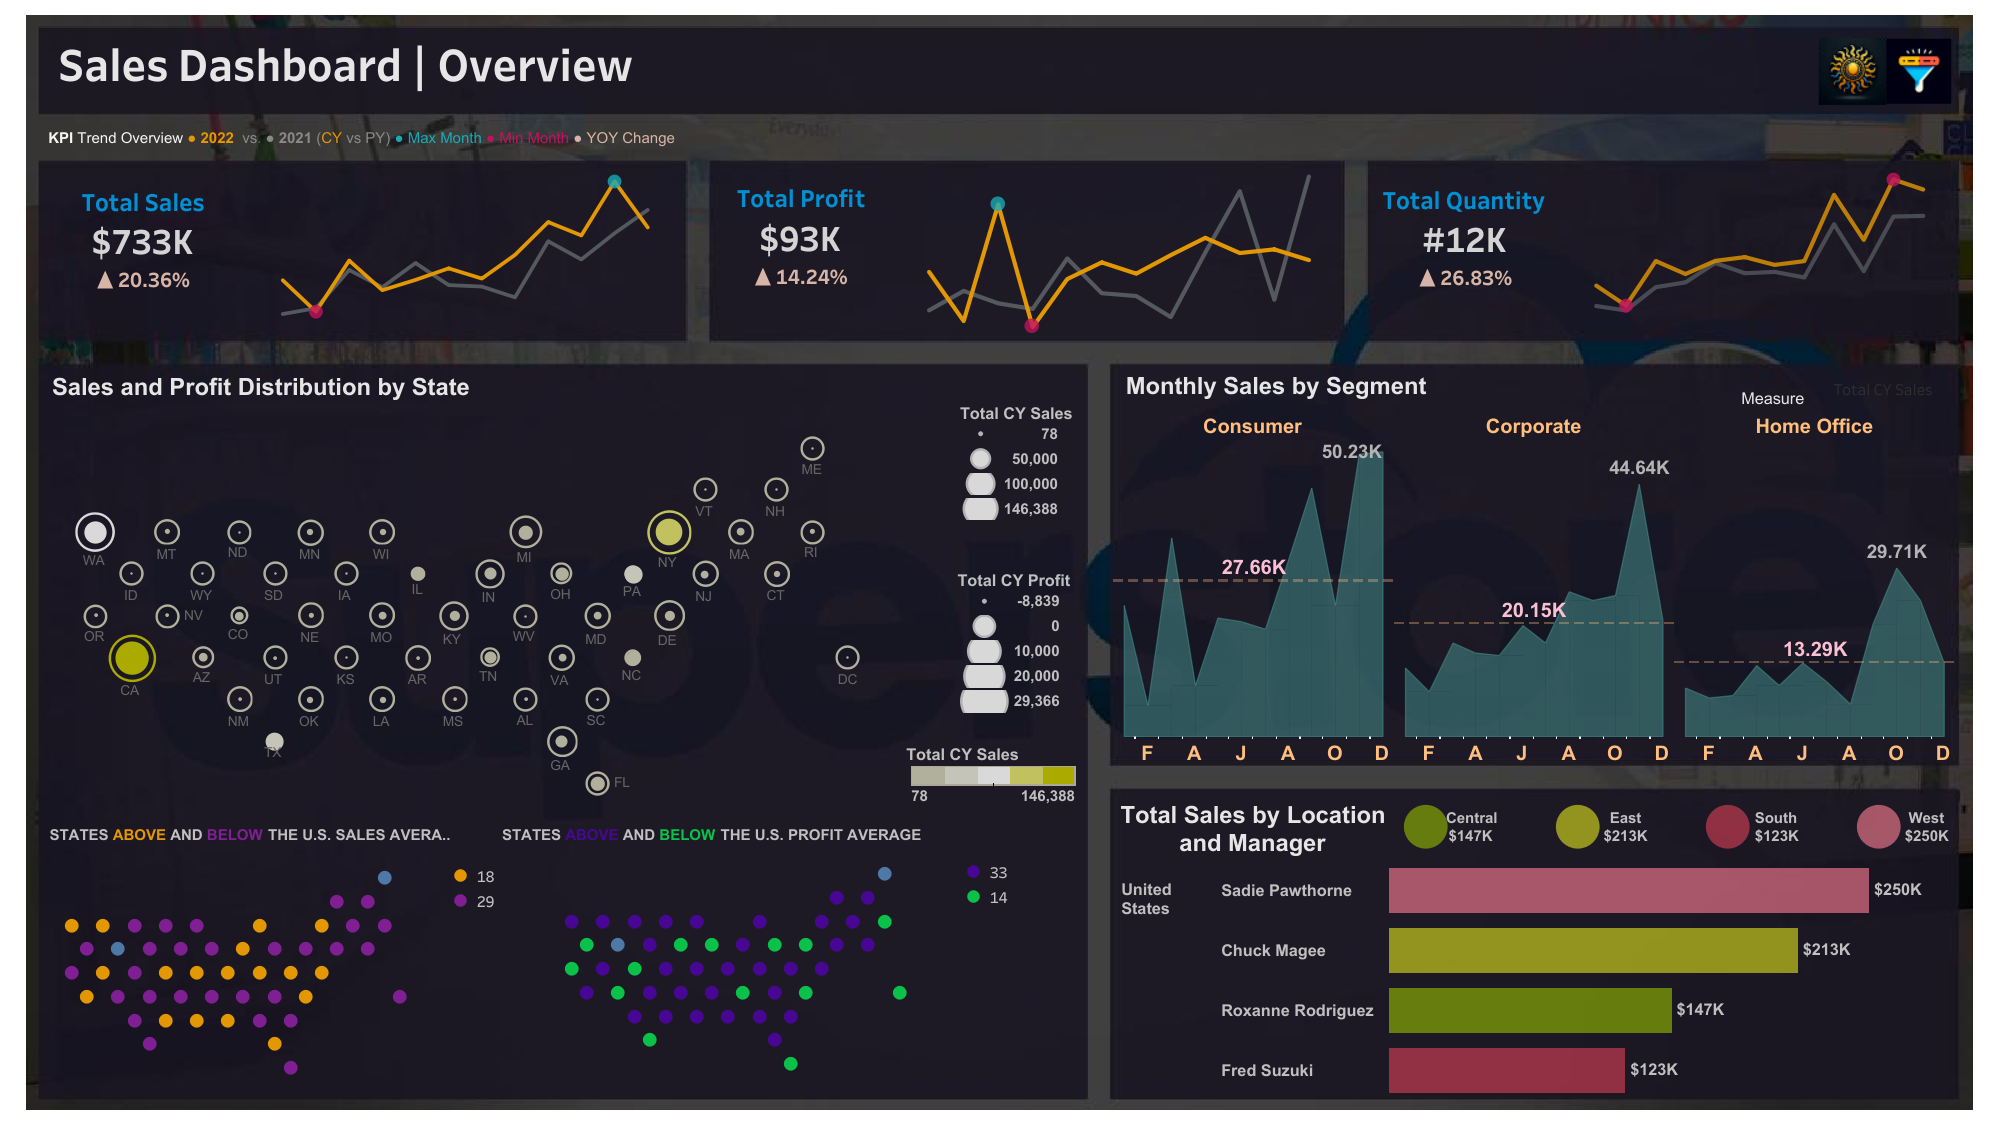 Sales Dashboard | Overview
KPI Trend Overview ● 2022 vs. ● 2021 (CY vs PY) ● Max Month ● Min Month ● YOY Change
Total Sales
$733K
▲ 20.36%
Total Profit
$93K
▲ 14.24%
Total Quantity
#12K
▲ 26.83%
Sales and Profit Distribution by State
ME
VT NH
WA MT ND MN WI MI NY MA RI
ID WY SD IA IL IN OH PA NJ CT
OR NV CO NE MO KY WV MD DE
CA AZ UT KS AR TN VA NC DC
NM OK LA MS AL SC
TX GA
FL
Total CY Sales
78
50,000
100,000
146,388
Total CY Profit
-8,839
0
10,000
20,000
29,366
Total CY Sales
78 146,388
STATES ABOVE AND BELOW THE U.S. SALES AVERA..
18
29
STATES ABOVE AND BELOW THE U.S. PROFIT AVERAGE
33
14
Monthly Sales by Segment
Total CY Sales
Measure
Consumer Corporate Home Office
50.23K
44.64K
29.71K
27.66K
20.15K
13.29K
F A J A O D F A J A O D F A J A O D
Total Sales by Location
and Manager
Central
$147K
East
$213K
South
$123K
West
$250K
United
States
Sadie Pawthorne $250K
Chuck Magee $213K
Roxanne Rodriguez $147K
Fred Suzuki $123K